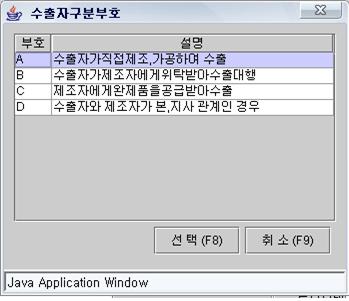 수출자구분부호
부호 설명
A 수출자가직접제조,가공하여 수출
B 수출자가제조자에게위탁받아수출대행
C 제조자에게완제품을공급받아수출
D 수출자와 제조자가 본,지사 관계인 경우
선 택 (F8) 취 소 (F9)
Java Application Window